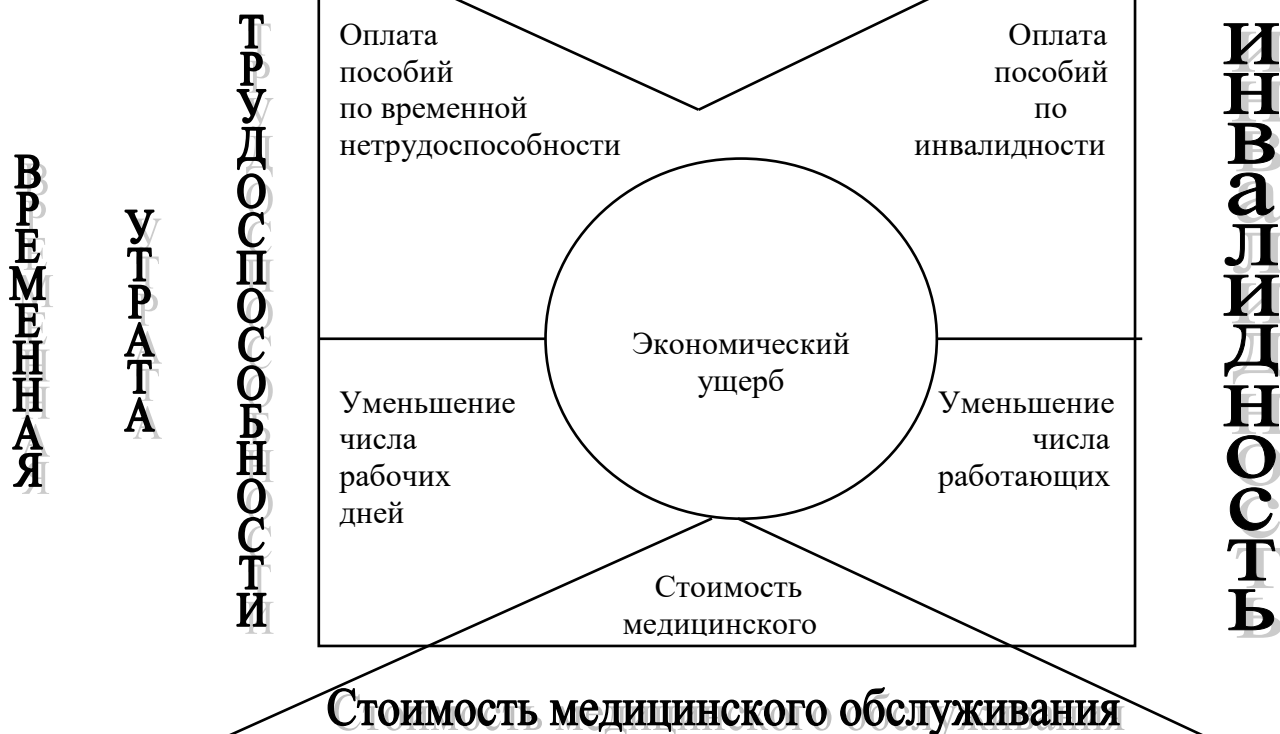 ВРЕМЕННАЯ
УТРАТА
ТРУДОСПОСОБНОСТИ
Оплата
пособий
по временной
нетрудоспособности
Оплата
пособий
по
инвалидности
Экономический
ущерб
Уменьшение
числа
рабочих
дней
Уменьшение
числа
работающих
Стоимость
медицинского
Стоимость медицинского обслуживания
Инвалидность